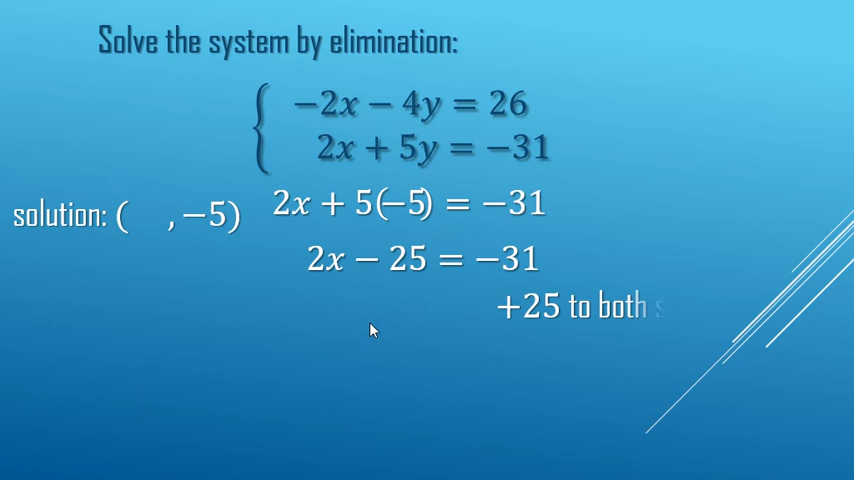 Solve the system by elimination:
−2x − 4y = 26
2x + 5y = −31
solution: ( , −5)
2x + 5(−5) = −31
2x − 25 = −31
+25 to both